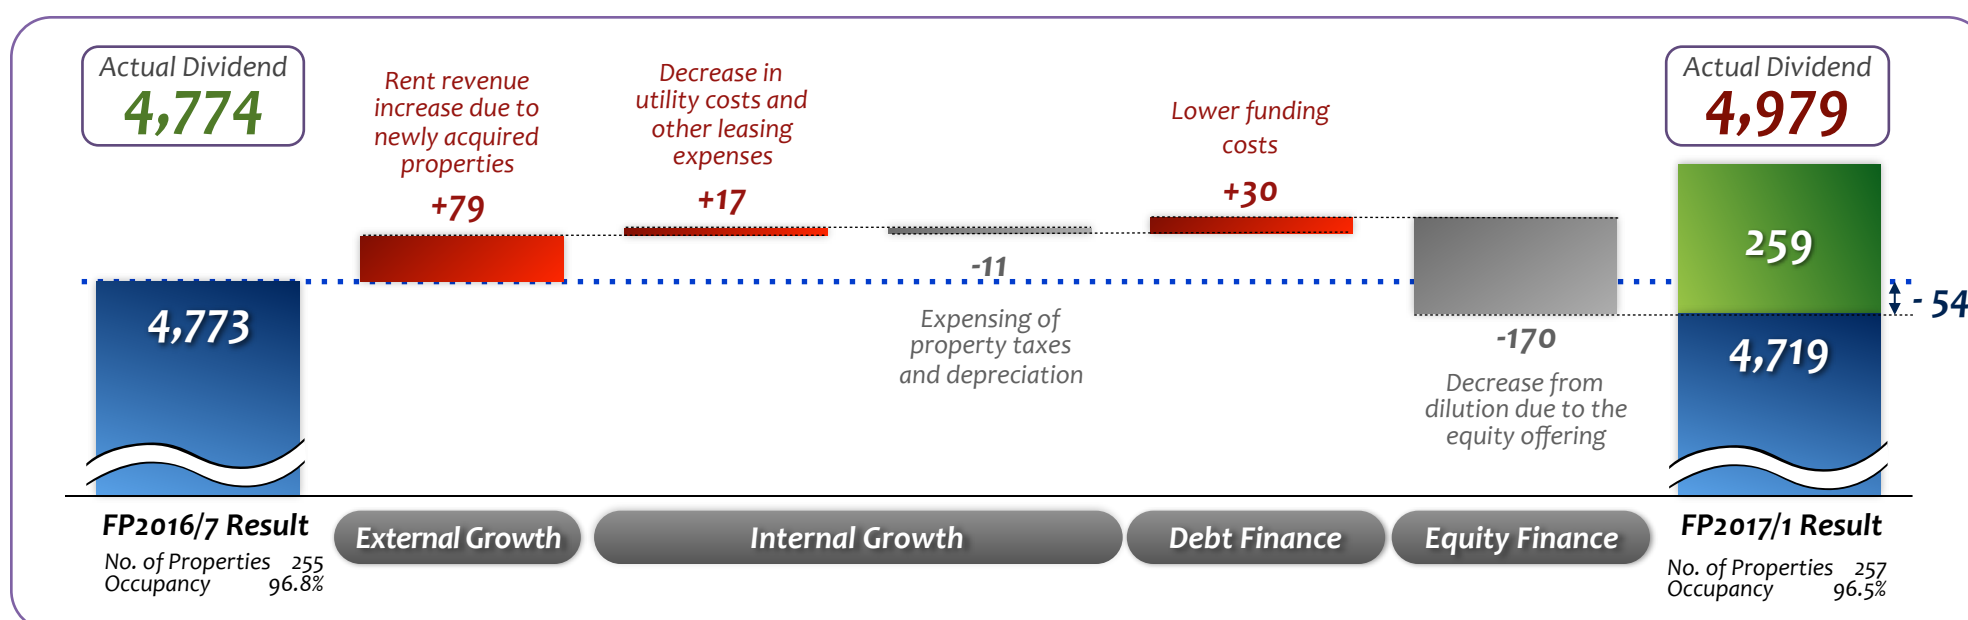 Actual Dividend
4,774
Rent revenue
increase due to
newly acquired
properties
+79
Decrease in
utility costs and
other leasing
expenses
+17
Lower funding
costs
+30
Actual Dividend
4,979
259
-11
- 54
4,773
Expensing of
property taxes
and depreciation
-170
Decrease from
dilution due to the
equity offering
4,719
FP2016/7 Result
No. of Properties 255
Occupancy 96.8%
External Growth
Internal Growth
Debt Finance
Equity Finance
FP2017/1 Result
No. of Properties 257
Occupancy 96.5%